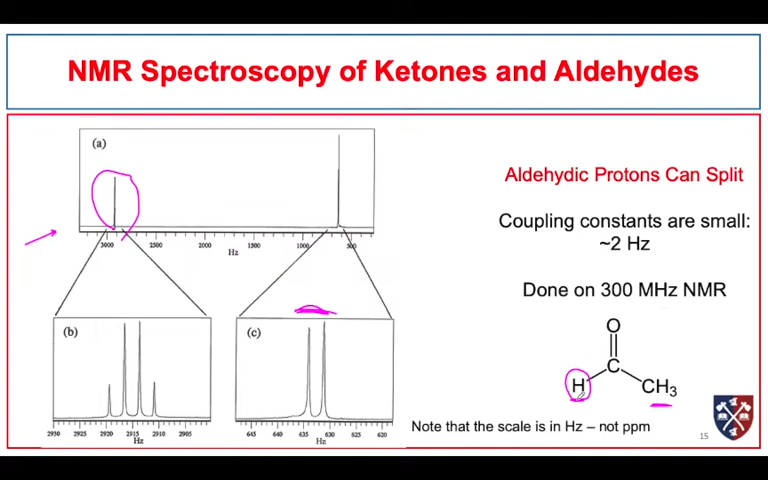 NMR Spectroscopy of Ketones and Aldehydes
(a)
3000 2500 2000 1500 1000 500
Hz
(b)
2930 2925 2920 2915 2910 2905
Hz
(c)
645 640 635 630 625 620
Hz
Aldehydic Protons Can Split
Coupling constants are small:
~2 Hz
Done on 300 MHz NMR
O
C
H
CH3
Note that the scale is in Hz – not ppm
15